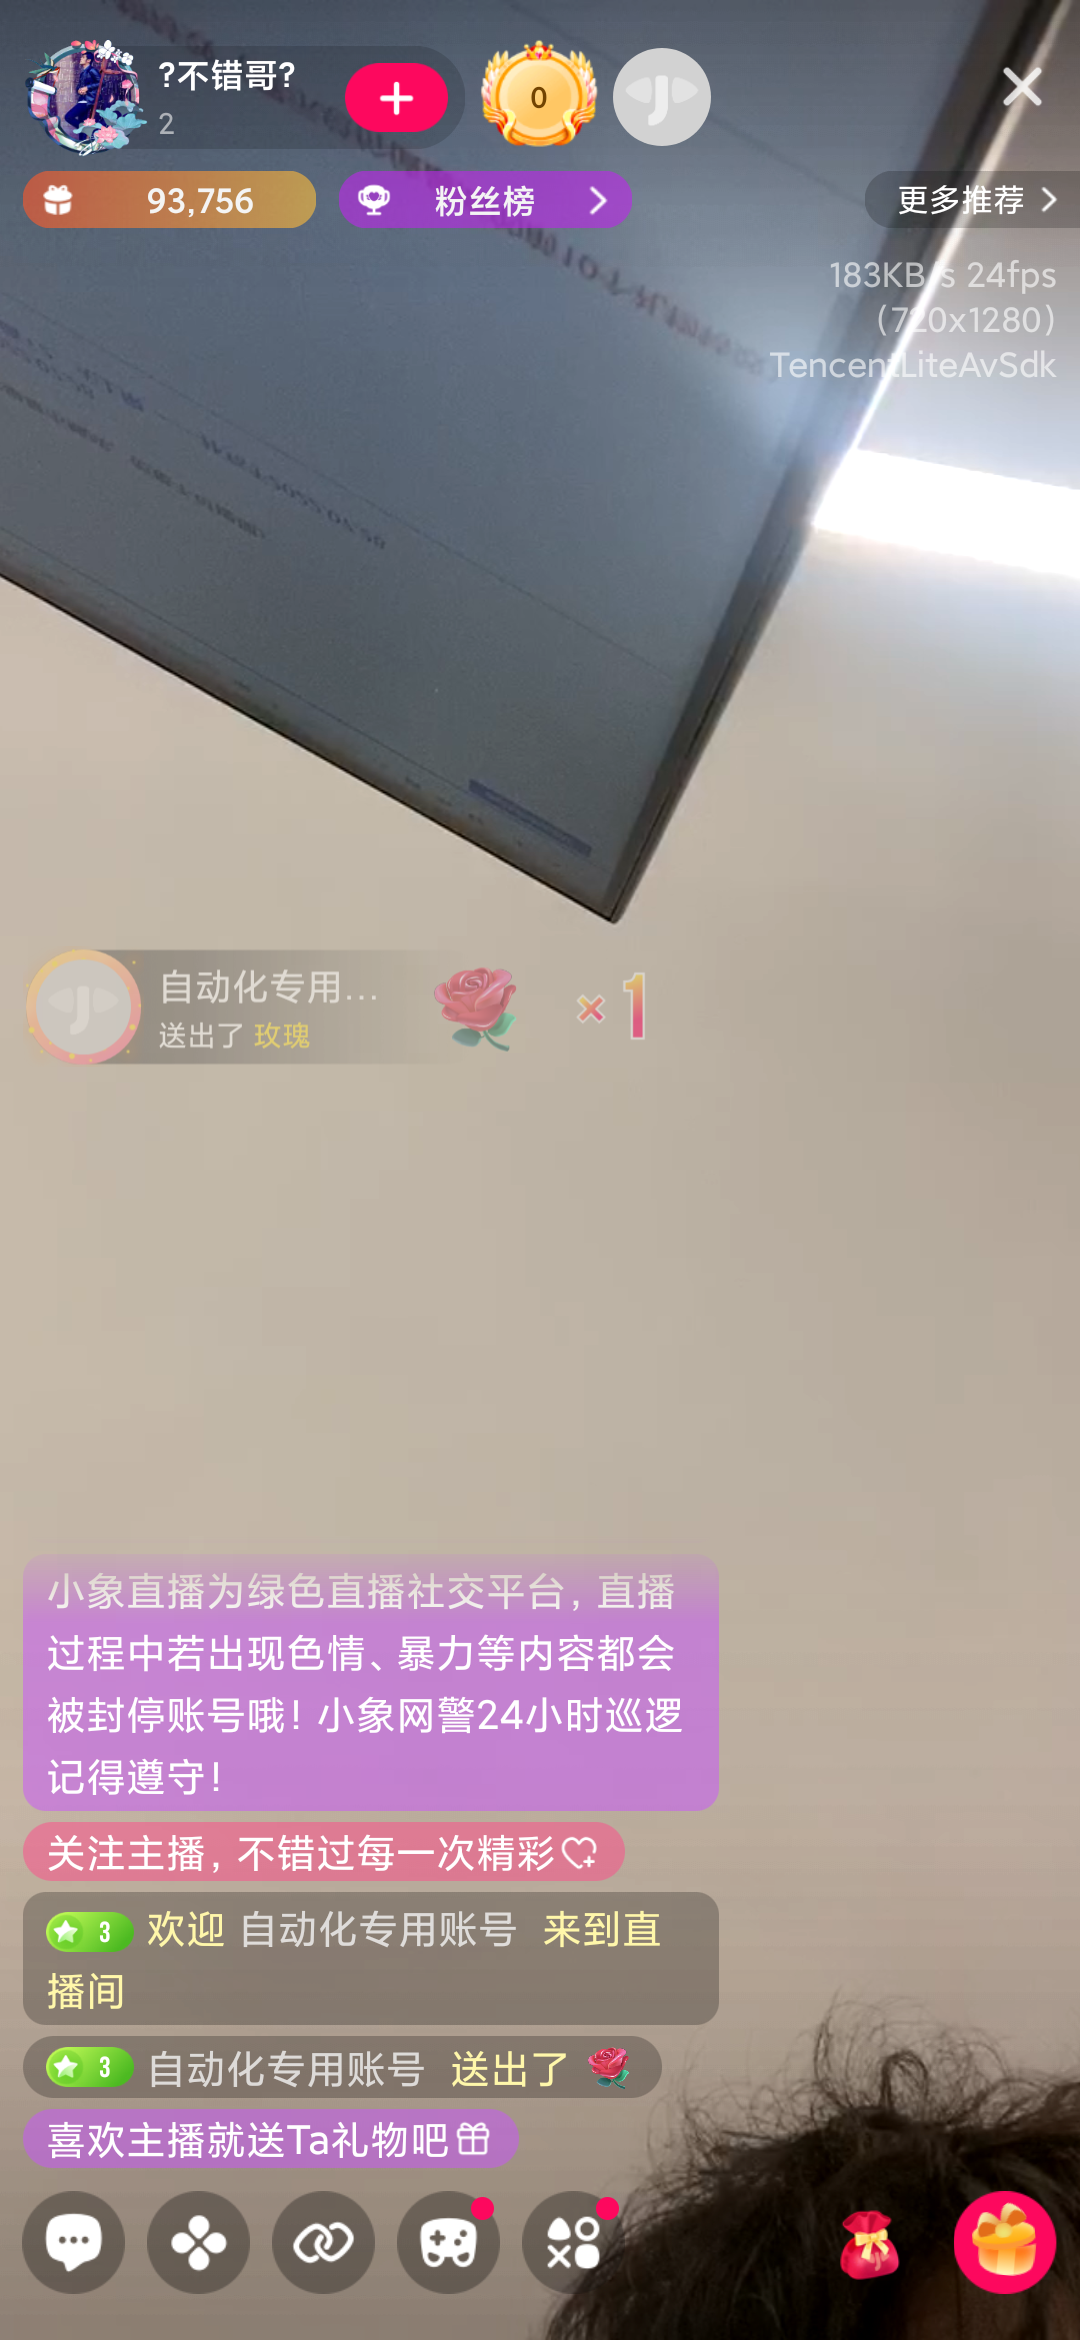 ?不错哥?
2
0
93,756
粉丝榜
更多推荐
183KB/s 24fps
(720x1280)
TencentLiteAvSdk
自动化专用...
送出了 玫瑰
×1
小象直播为绿色直播社交平台,直播
过程中若出现色情、暴力等内容都会
被封停账号哦!小象网警24小时巡逻
记得遵守!
关注主播,不错过每一次精彩
3 欢迎 自动化专用账号 来到直
播间
3 自动化专用账号 送出了
喜欢主播就送Ta礼物吧